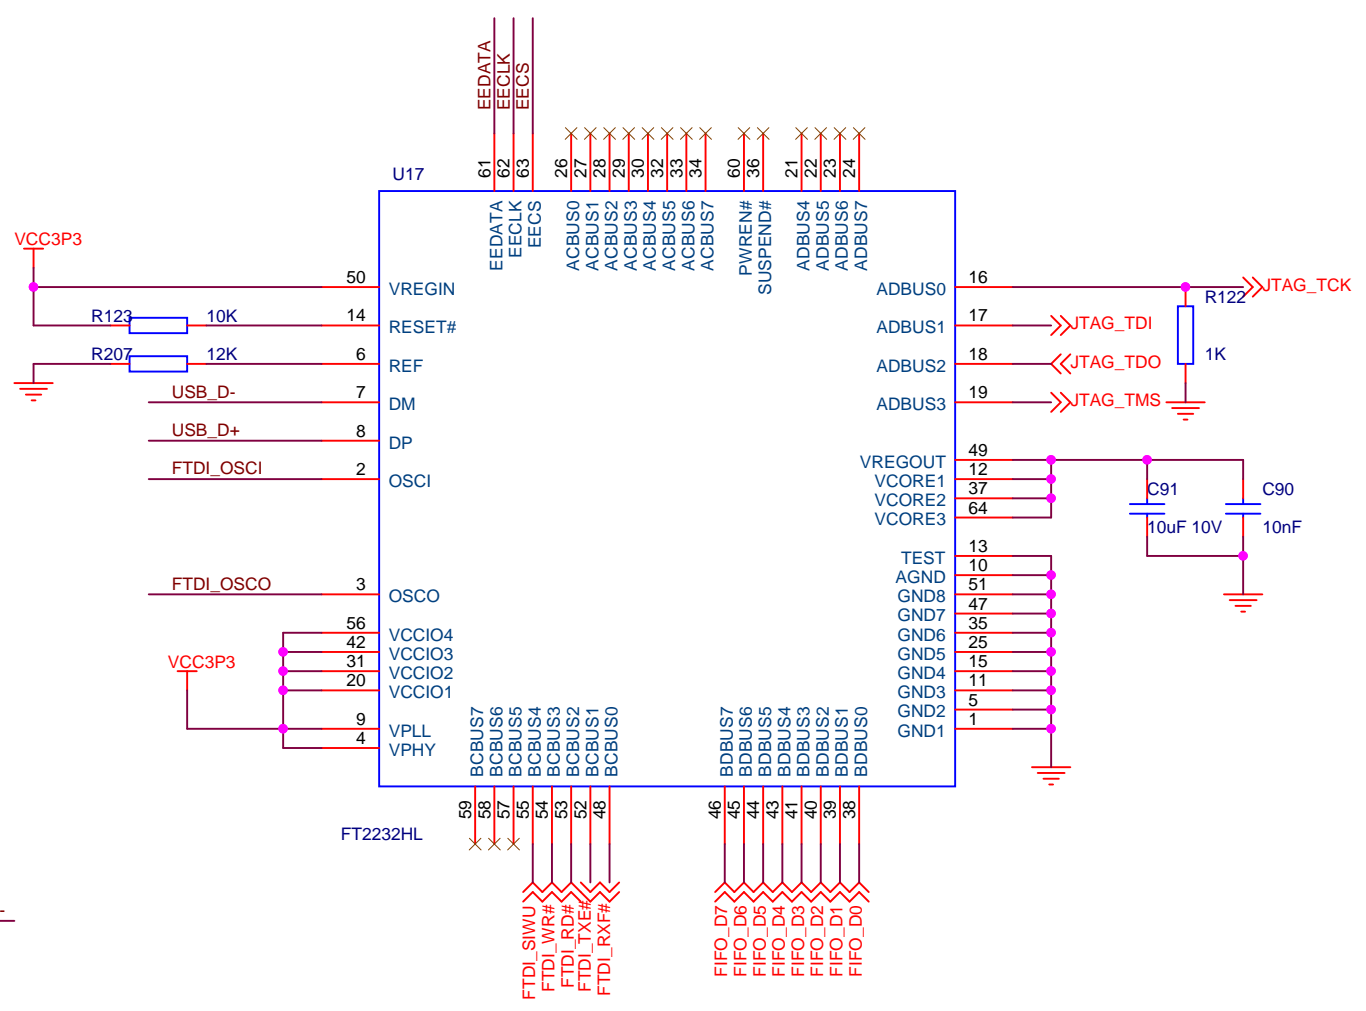 EEDATA
EECLK
EECS
61
62
63
26
27
28
29
30
32
33
34
60
36
21
22
23
24
U17
EEDATA
EECLK
EECS
ACBUS0
ACBUS1
ACBUS2
ACBUS3
ACBUS4
ACBUS5
ACBUS6
ACBUS7
PWREN#
SUSPEND#
ADBUS4
ADBUS5
ADBUS6
ADBUS7
VCC3P3
50 VREGIN
R123 10K 14 RESET#
R207 12K 6 REF
USB_D- 7 DM
USB_D+ 8 DP
FTDI_OSCI 2 OSCI
FTDI_OSCO 3 OSCO
56 VCCIO4
42 VCCIO3
31 VCCIO2
20 VCCIO1
VCC3P3
9 VPLL
4 VPHY
ADBUS0 16 JTAG_TCK
R122
1K
ADBUS1 17 JTAG_TDI
ADBUS2 18 JTAG_TDO
ADBUS3 19 JTAG_TMS
VREGOUT 49
VCORE1 12
VCORE2 37
VCORE3 64
C91
10uF 10V
C90
10nF
TEST 13
AGND 10
GND8 51
GND7 47
GND6 35
GND5 25
GND4 15
GND3 11
GND2 5
GND1 1
BCBUS7
BCBUS6
BCBUS5
BCBUS4
BCBUS3
BCBUS2
BCBUS1
BCBUS0
BDBUS7
BDBUS6
BDBUS5
BDBUS4
BDBUS3
BDBUS2
BDBUS1
BDBUS0
59
58
57
55
54
53
52
48
46
45
44
43
41
40
39
38
FT2232HL
FTDI_SIWU
FTDI_WR#
FTDI_RD#
FTDI_TXE#
FTDI_RXF#
FIFO_D7
FIFO_D6
FIFO_D5
FIFO_D4
FIFO_D3
FIFO_D2
FIFO_D1
FIFO_D0